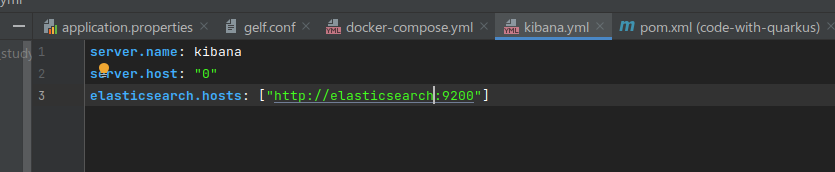 yml
application.properties
gelf.conf
docker-compose.yml
kibana.yml
pom.xml (code-with-quarkus)
_study
1 server.name: kibana
2 server.host: "0"
3 elasticsearch.hosts: ["http://elasticsearch:9200"]